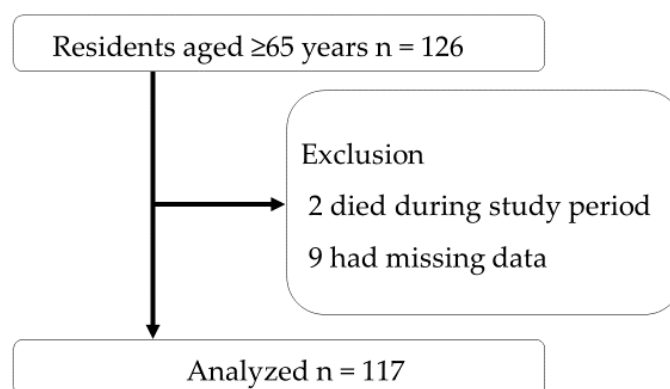 Residents aged ≥65 years n = 126
Exclusion
2 died during study period
9 had missing data
Analyzed n = 117